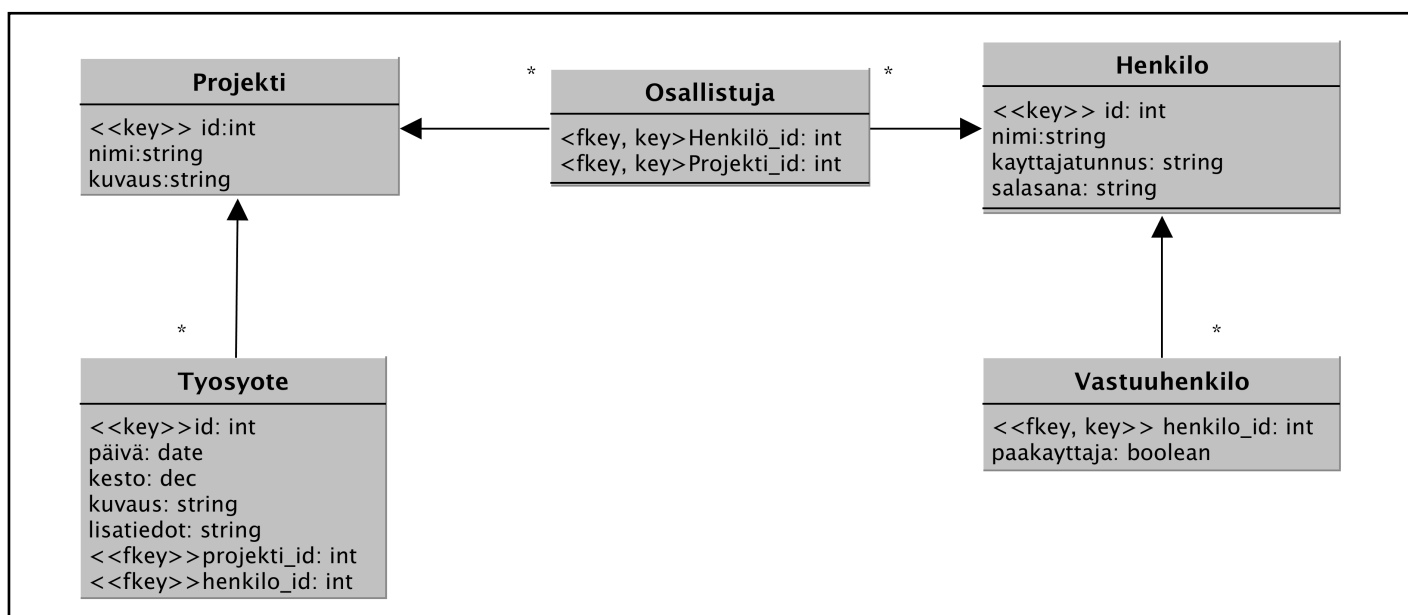 Projekti
<<key>> id:int
nimi:string
kuvaus:string
*
Osallistuja
<fkey, key>Henkilö_id: int
<fkey, key>Projekti_id: int
*
Henkilo
<<key>> id: int
nimi:string
kayttajatunnus: string
salasana: string
*
Tyosyote
<<key>>id: int
päivä: date
kesto: dec
kuvaus: string
lisatiedot: string
<<fkey>>projekti_id: int
<<fkey>>henkilo_id: int
*
Vastuuhenkilo
<<fkey, key>> henkilo_id: int
paakayttaja: boolean